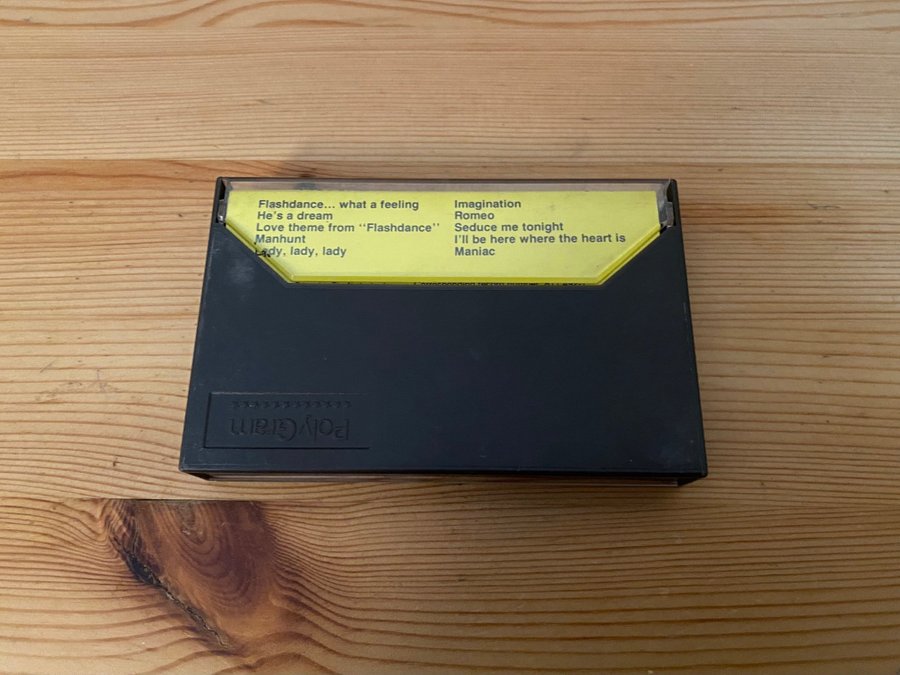 Flashdance... what a feeling
He's a dream
Love theme from "Flashdance"
Manhunt
Lady, lady, lady
Imagination
Romeo
Seduce me tonight
I'll be here where the heart is
Maniac
PolyGram